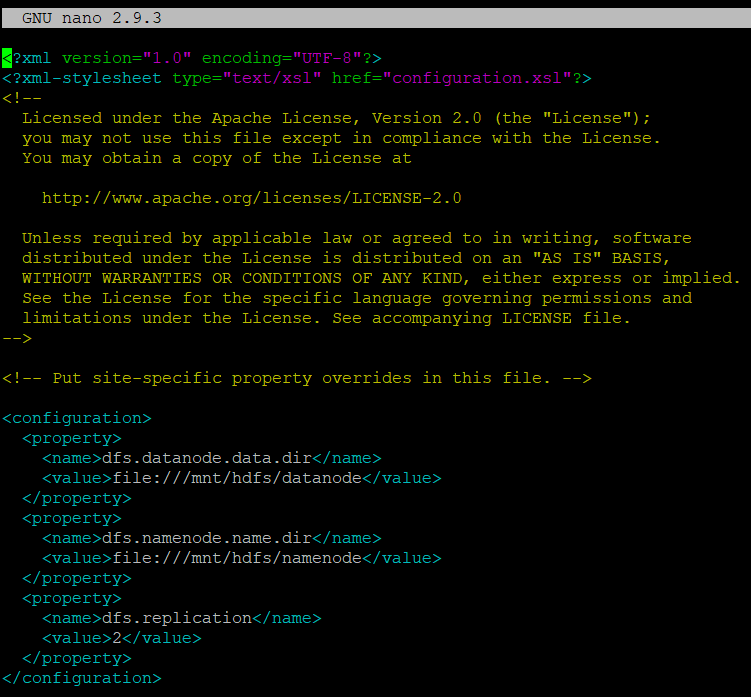 GNU nano 2.9.3
<?xml version="1.0" encoding="UTF-8"?>
<?xml-stylesheet type="text/xsl" href="configuration.xsl"?>
<!--
  Licensed under the Apache License, Version 2.0 (the "License");
  you may not use this file except in compliance with the License.
  You may obtain a copy of the License at

    http://www.apache.org/licenses/LICENSE-2.0

  Unless required by applicable law or agreed to in writing, software
  distributed under the License is distributed on an "AS IS" BASIS,
  WITHOUT WARRANTIES OR CONDITIONS OF ANY KIND, either express or implied.
  See the License for the specific language governing permissions and
  limitations under the License. See accompanying LICENSE file.
-->

<!-- Put site-specific property overrides in this file. -->

<configuration>
  <property>
    <name>dfs.datanode.data.dir</name>
    <value>file:///mnt/hdfs/datanode</value>
  </property>
  <property>
    <name>dfs.namenode.name.dir</name>
    <value>file:///mnt/hdfs/namenode</value>
  </property>
  <property>
    <name>dfs.replication</name>
    <value>2</value>
  </property>
</configuration>